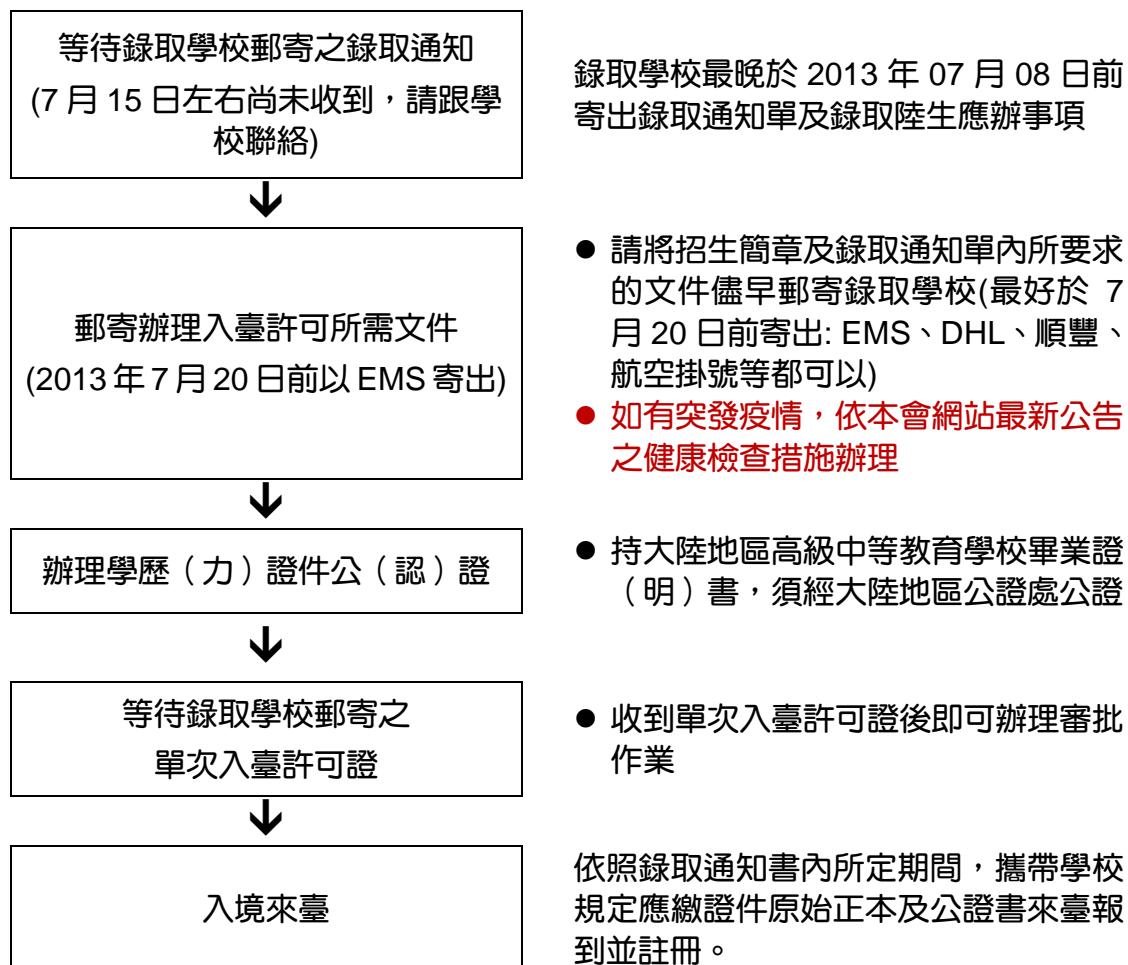 等待錄取學校郵寄之錄取通知
(7 月 15 日左右尚未收到，請跟學
校聯絡)
錄取學校最晚於 2013 年 07 月 08 日前
寄出錄取通知單及錄取陸生應辦事項
郵寄辦理入臺許可所需文件
(2013 年 7 月 20 日前以 EMS 寄出)
● 請將招生簡章及錄取通知單內所要求
的文件儘早郵寄錄取學校(最好於 7
月 20 日前寄出: EMS、DHL、順豐、
航空掛號等都可以)
● 如有突發疫情，依本會網站最新公告
之健康檢查措施辦理
辦理學歷（力）證件公（認）證
● 持大陸地區高級中等教育學校畢業證
（明）書，須經大陸地區公證處公證
等待錄取學校郵寄之
單次入臺許可證
● 收到單次入臺許可證後即可辦理審批
作業
入境來臺
依照錄取通知書內所定期間，攜帶學校
規定應繳證件原始正本及公證書來臺報
到並註冊。